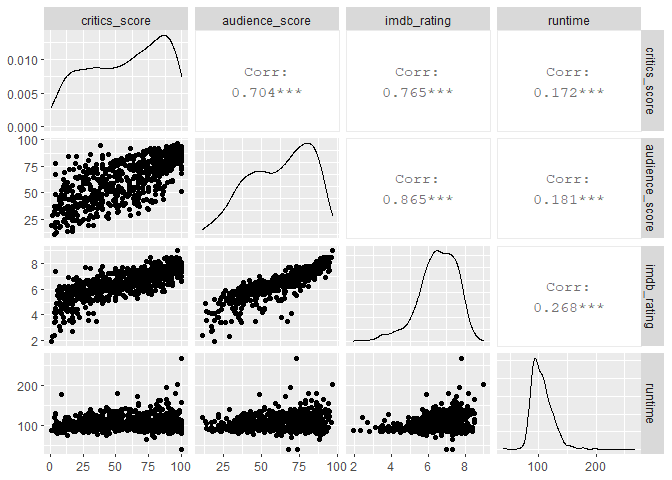 critics_score audience_score imdb_rating runtime
0.015
0.010
0.005
0.000
Corr:
0.704***
Corr:
0.765***
Corr:
0.172***
critics_score
100
75
50
25
Corr:
0.865***
Corr:
0.181***
audience_score
8
6
4
2
Corr:
0.268***
imdb_rating
200
100
runtime
0 25 50 75 100 25 50 75 100 2 4 6 8 100 200